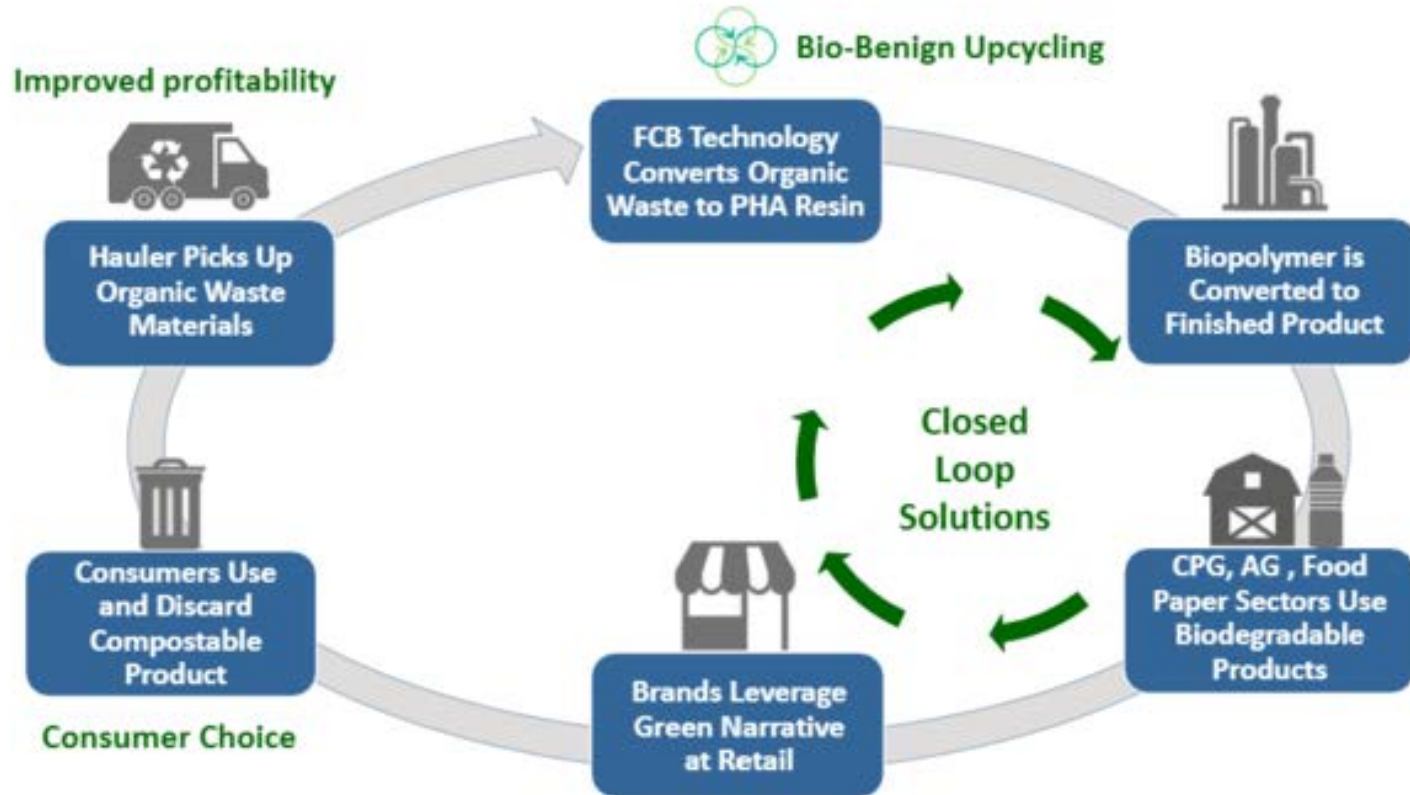 Bio-Benign Upcycling
Improved profitability
FCB Technology
Converts Organic
Waste to PHA Resin
Hauler Picks Up
Organic Waste
Materials
Biopolymer is
Converted to
Finished Product
Closed
Loop
Solutions
CPG, AG , Food
Paper Sectors Use
Biodegradable
Products
Consumers Use
and Discard
Compostable
Product
Brands Leverage
Green Narrative
at Retail
Consumer Choice